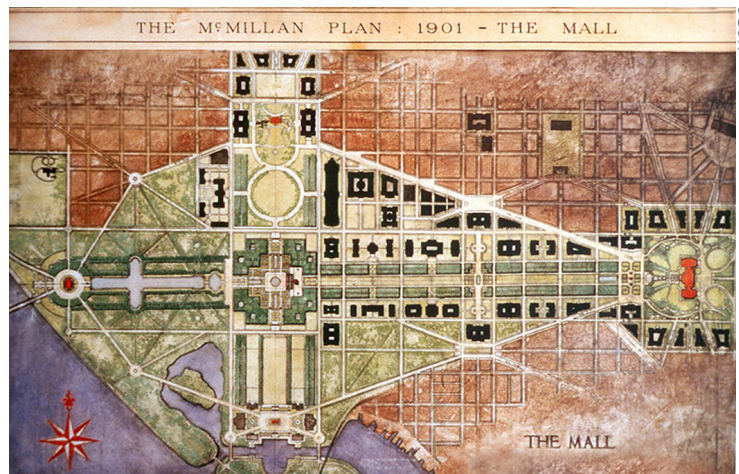 THE MᶜMILLAN PLAN : 1901 - THE MALL
THE MALL